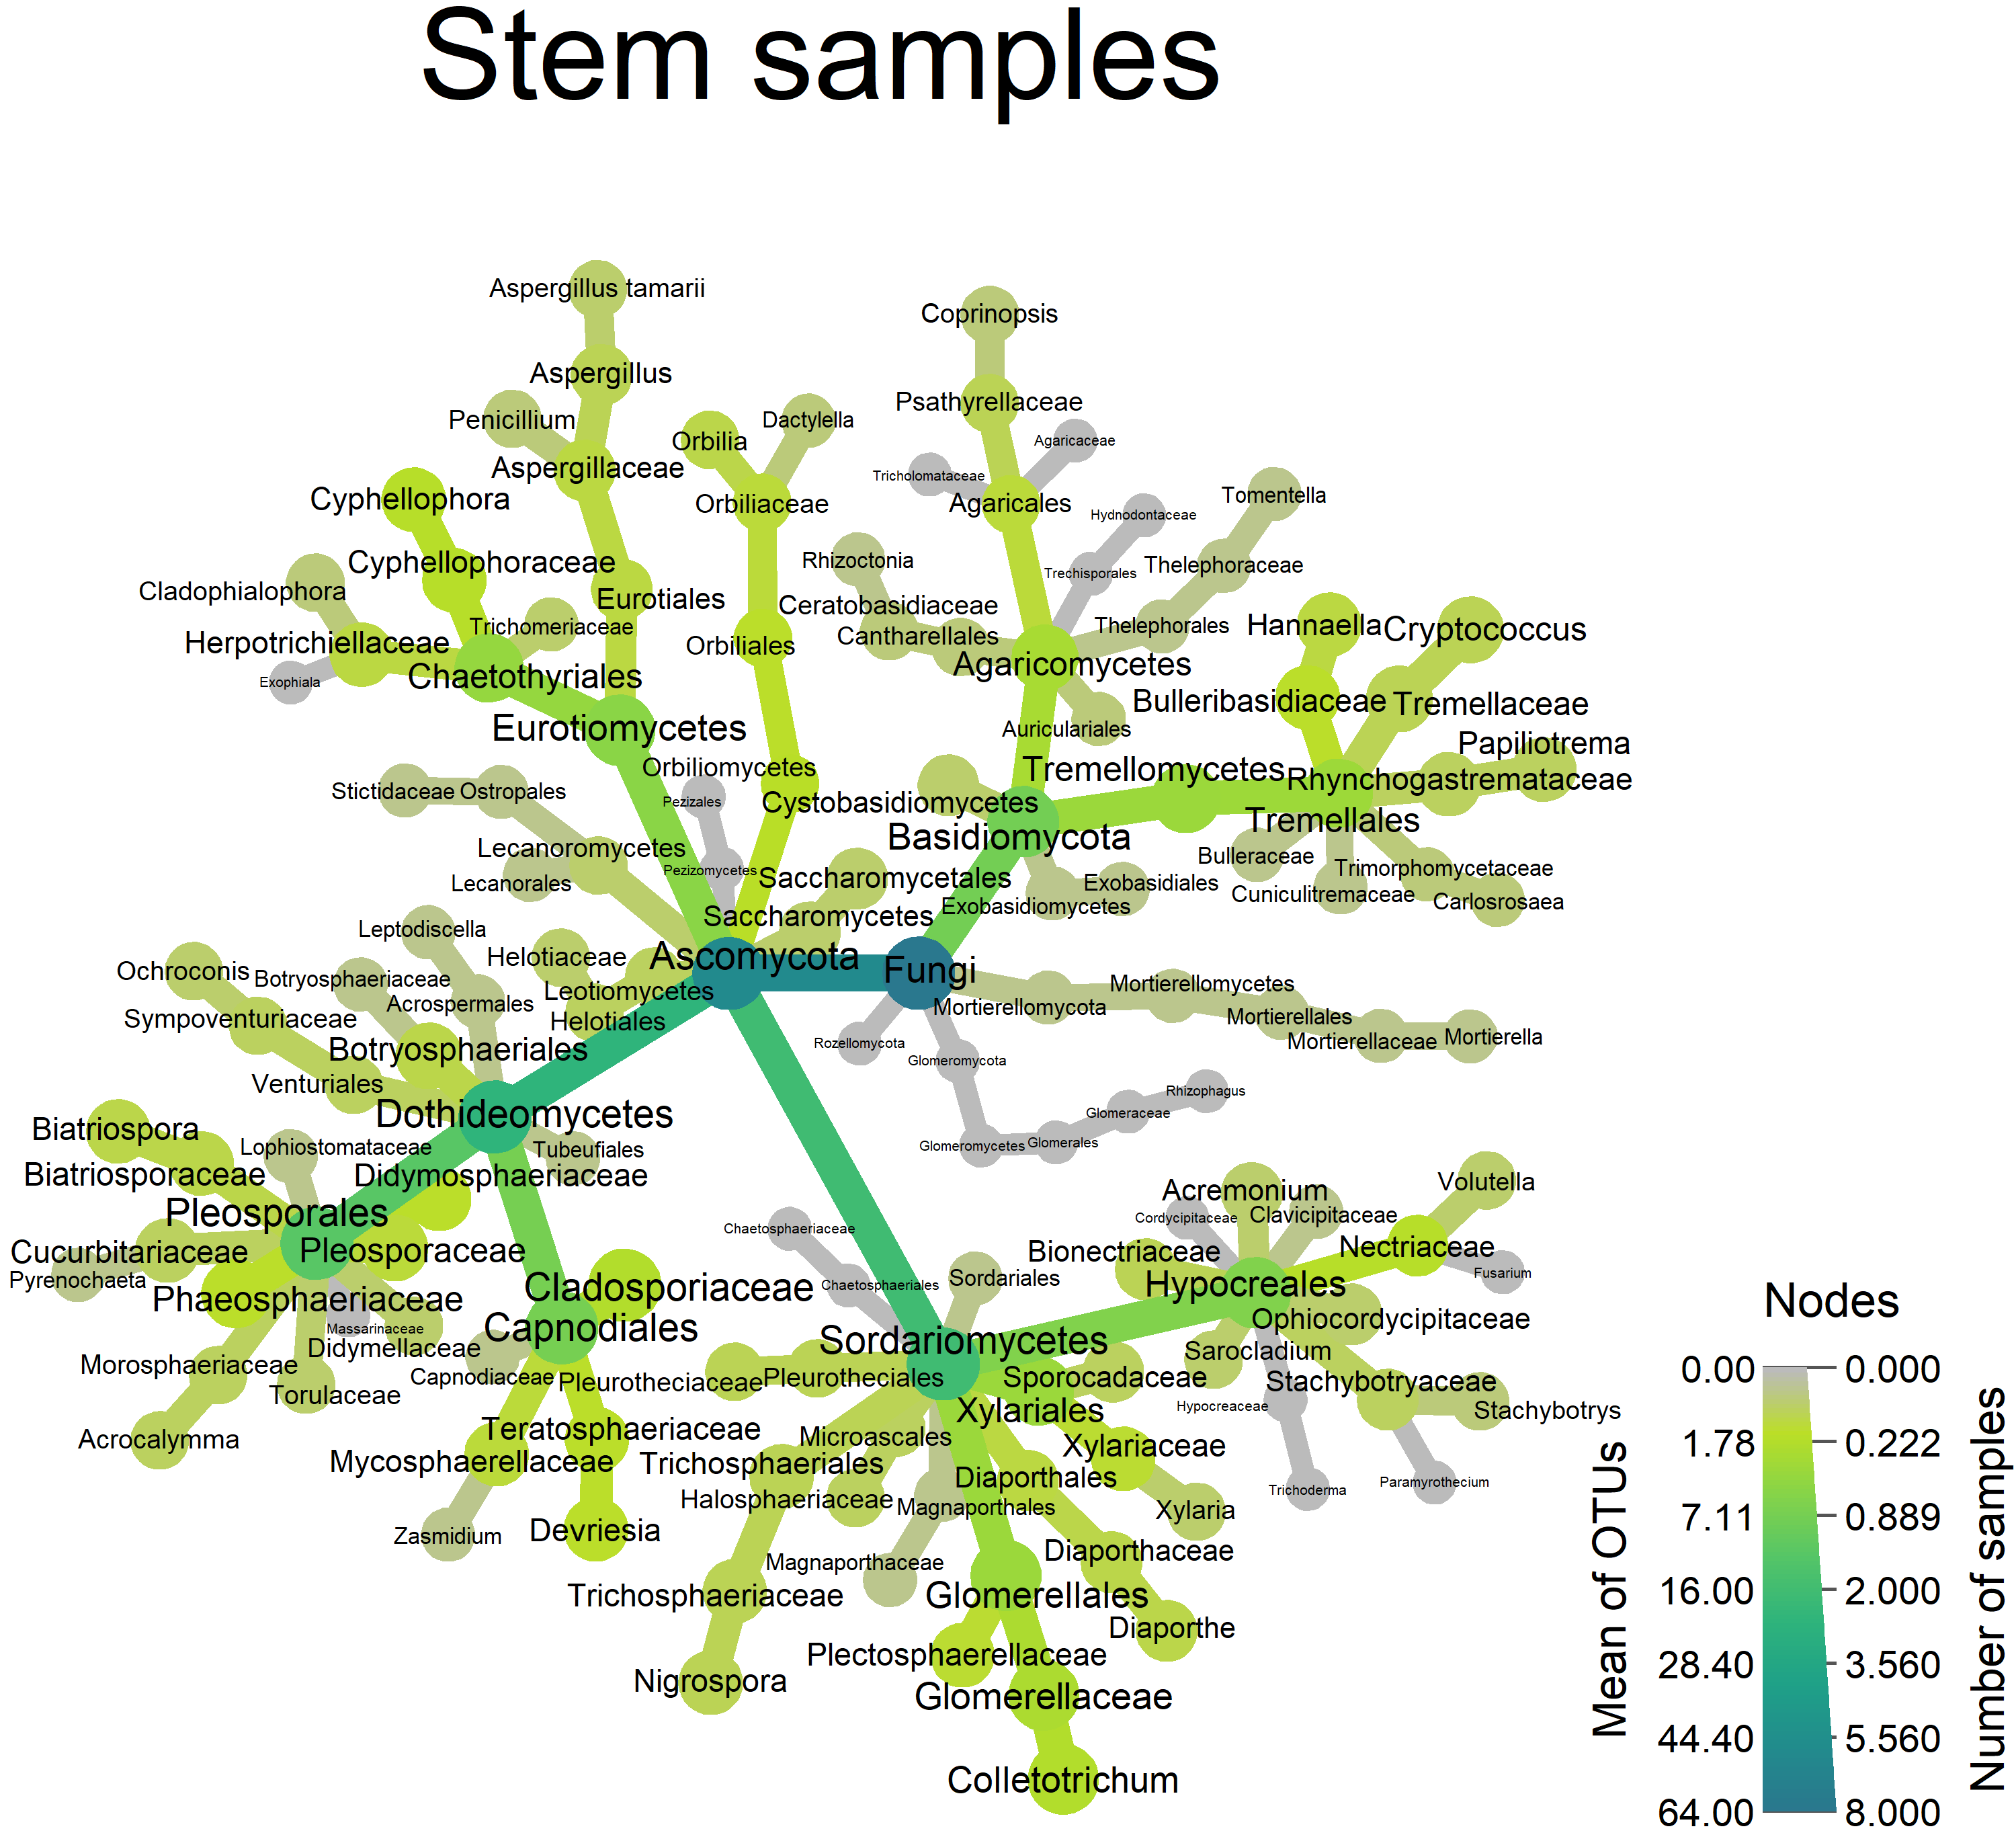 Stem samples
Aspergillus tamarii
Coprinopsis
Aspergillus
Psathyrellaceae
Penicillium
Dactylella
Orbilia
Agaricaceae
Aspergillaceae
Tricholomataceae
Cyphellophora
Orbiliaceae
Agaricales
Tomentella
Hydnodontaceae
Cyphellophoraceae
Rhizoctonia
Trechisporales
Thelephoraceae
Cladophialophora
Eurotiales
Ceratobasidiaceae
Trichomeriaceae
Cantharellales
Thelephorales
Hannaella
Cryptococcus
Herpotrichiellaceae
Orbiliales
Agaricomycetes
Exophiala
Chaetothyriales
Bulleribasidiaceae
Tremellaceae
Eurotiomycetes
Auriculariales
Papiliotrema
Orbiliomycetes
Tremellomycetes
Rhynchogastremataceae
Stictidaceae
Ostropales
Pezizales
Cystobasidiomycetes
Tremellales
Basidiomycota
Lecanoromycetes
Bulleraceae
Trimorphomycetaceae
Pezizomycetes
Saccharomycetales
Lecanorales
Exobasidiales
Cuniculitremaceae
Carlosrosaea
Exobasidiomycetes
Saccharomycetes
Leptodiscella
Helotiaceae
Ascomycota
Fungi
Ochroconis
Botryosphaeriaceae
Leotiomycetes
Mortierellomycetes
Acrospermales
Mortierellomycota
Sympoventuriaceae
Helotiales
Mortierellales
Botryosphaeriales
Rozellomycota
Mortierellaceae
Mortierella
Glomeromycota
Venturiales
Rhizophagus
Dothideomycetes
Glomeraceae
Biatriospora
Lophiostomataceae
Tubeufiales
Glomeromycetes
Glomerales
Biatriosporaceae
Didymosphaeriaceae
Volutella
Pleosporales
Acremonium
Cordycipitaceae
Clavicipitaceae
Chaetosphaeriaceae
Cucurbitariaceae
Pleosporaceae
Bionectriaceae
Nectriaceae
Pyrenochaeta
Cladosporiaceae
Chaetosphaeriales
Sordariales
Hypocreales
Fusarium
Phaeosphaeriaceae
Massarinaceae
Capnodiales
Sordariomycetes
Ophiocordycipitaceae
Didymellaceae
Sarocladium
Morosphaeriaceae
Capnodiaceae
Pleurotheciaceae
Pleurotheciales
Sporocadaceae
Stachybotryaceae
Torulaceae
Hypocreaceae
Xylariales
Stachybotrys
Acrocalymma
Teratosphaeriaceae
Microascales
Xylariaceae
Mycosphaerellaceae
Trichosphaeriales
Diaporthales
Trichoderma
Paramyrothecium
Halosphaeriaceae
Magnaporthales
Xylaria
Zasmidium
Devriesia
Magnaporthaceae
Diaporthaceae
Trichosphaeriaceae
Glomerellales
Diaporthe
Plectosphaerellaceae
Nigrospora
Glomerellaceae
Colletotrichum
Nodes
0.00 0.000
1.78 0.222
7.11 0.889
16.00 2.000
28.40 3.560
44.40 5.560
64.00 8.000
Mean of OTUs
Number of samples